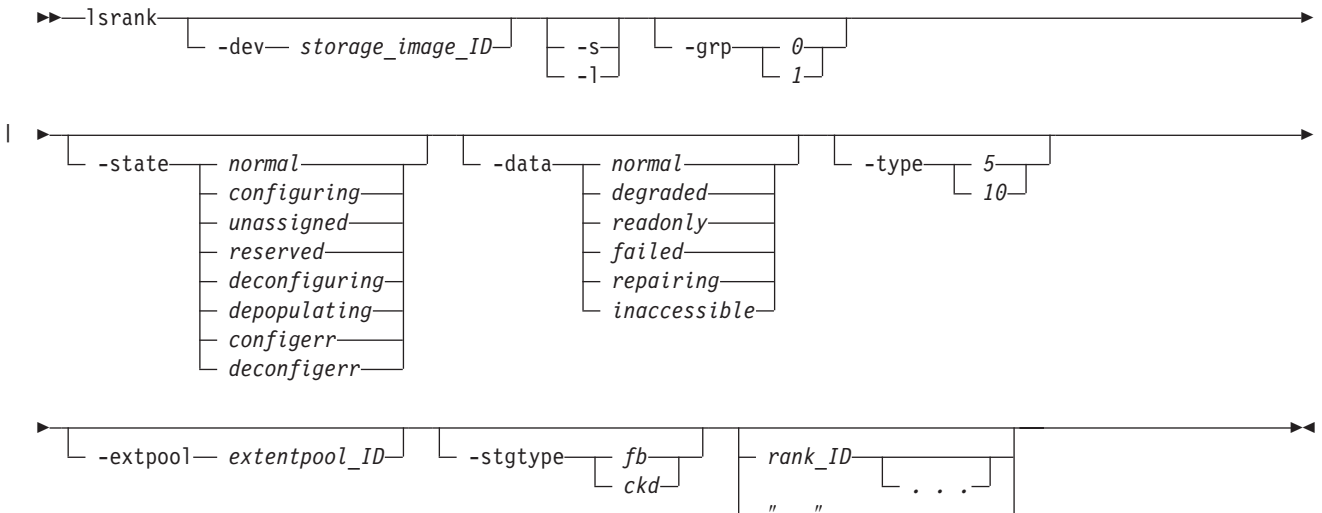 lsrank
-dev storage_image_ID
-s
-l
-grp 0
1
|
-state normal
configuring
unassigned
reserved
deconfiguring
depopulating
configerr
deconfigerr
-data normal
degraded
readonly
failed
repairing
inaccessible
-type 5
10
-extpool extentpool_ID
-stgtype fb
ckd
rank_ID . . .
" "